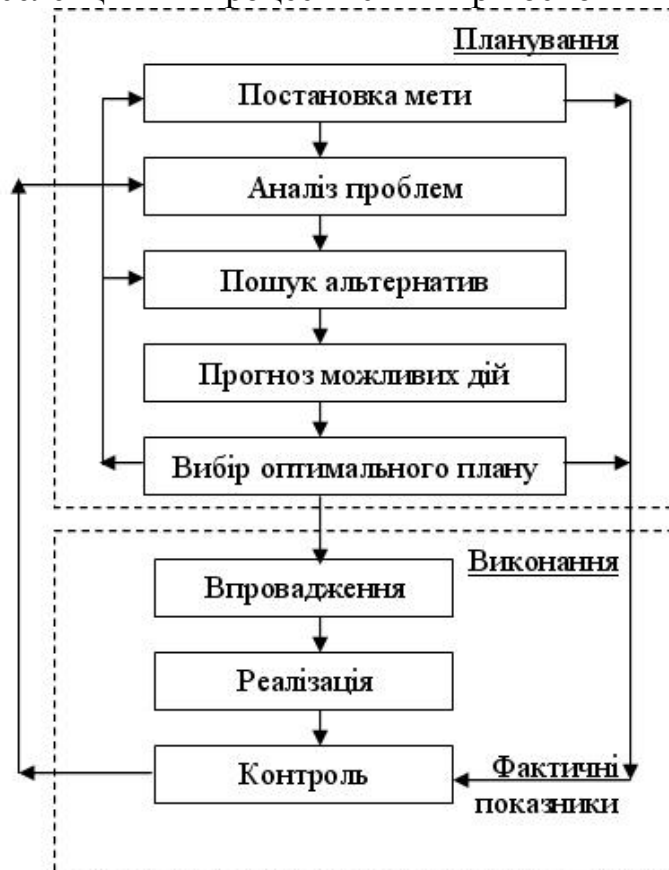 Планування
Постановка мети
Аналіз проблем
Пошук альтернатив
Прогноз можливих дій
Вибір оптимального плану
Виконання
Впровадження
Реалізація
Контроль
Фактичні
показники